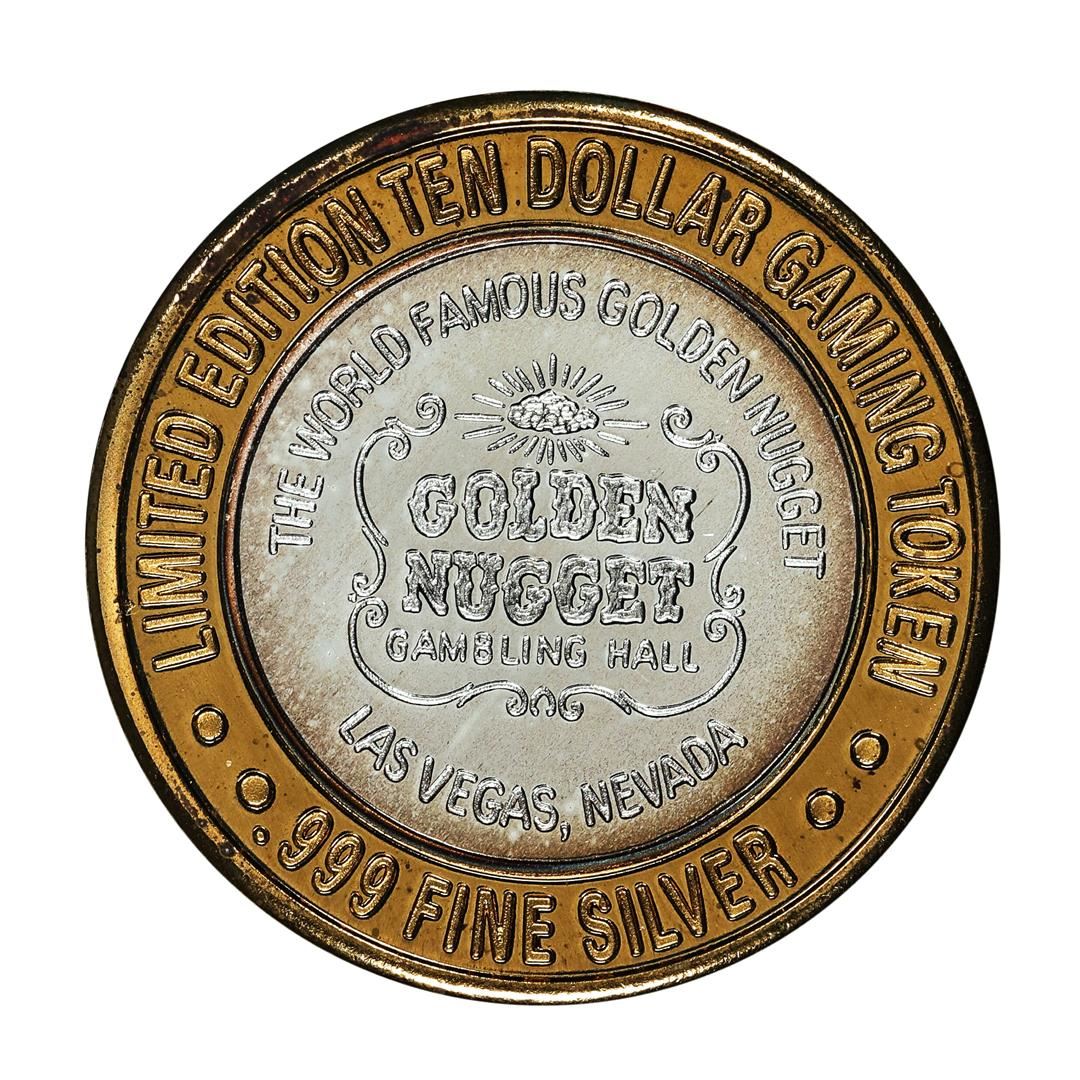 LIMITED EDITION TEN DOLLAR GAMING TOKEN
THE WORLD FAMOUS GOLDEN NUGGET
GOLDEN
NUGGET
GAMBLING HALL
LAS VEGAS, NEVADA
.999 FINE SILVER